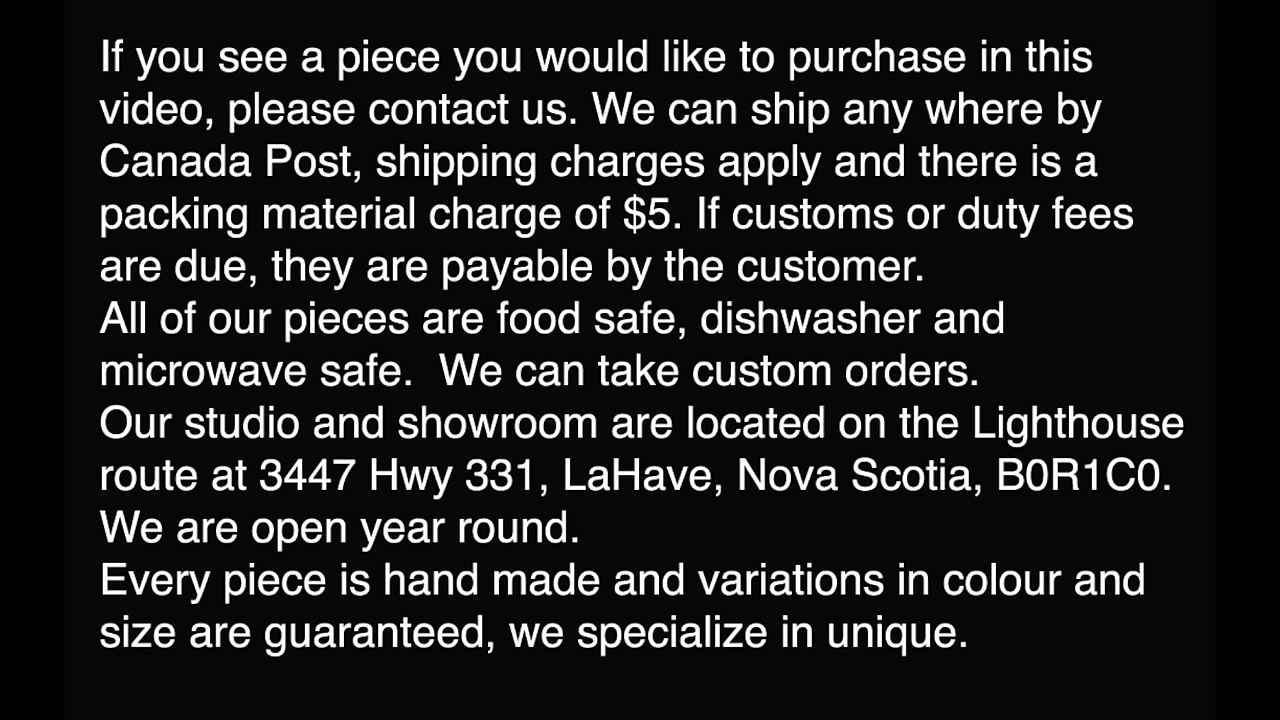 If you see a piece you would like to purchase in this
video, please contact us. We can ship any where by
Canada Post, shipping charges apply and there is a
packing material charge of $5. If customs or duty fees
are due, they are payable by the customer.
All of our pieces are food safe, dishwasher and
microwave safe.  We can take custom orders.
Our studio and showroom are located on the Lighthouse
route at 3447 Hwy 331, LaHave, Nova Scotia, B0R1C0.
We are open year round.
Every piece is hand made and variations in colour and
size are guaranteed, we specialize in unique.